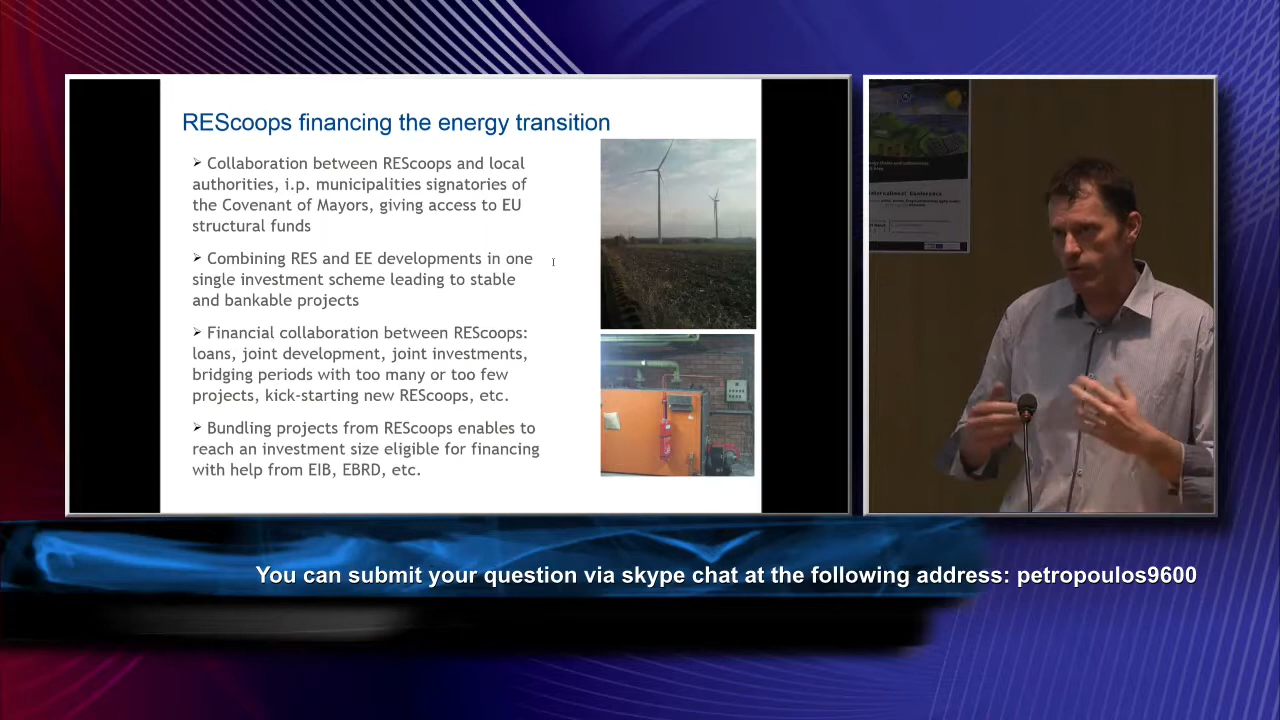 REScoops financing the energy transition
➢ Collaboration between REScoops and local
authorities, i.p. municipalities signatories of
the Covenant of Mayors, giving access to EU
structural funds
➢ Combining RES and EE developments in one
single investment scheme leading to stable
and bankable projects
➢ Financial collaboration between REScoops:
loans, joint development, joint investments,
bridging periods with too many or too few
projects, kick-starting new REScoops, etc.
➢ Bundling projects from REScoops enables to
reach an investment size eligible for financing
with help from EIB, EBRD, etc.
International Conference
You can submit your question via skype chat at the following address: petropoulos9600